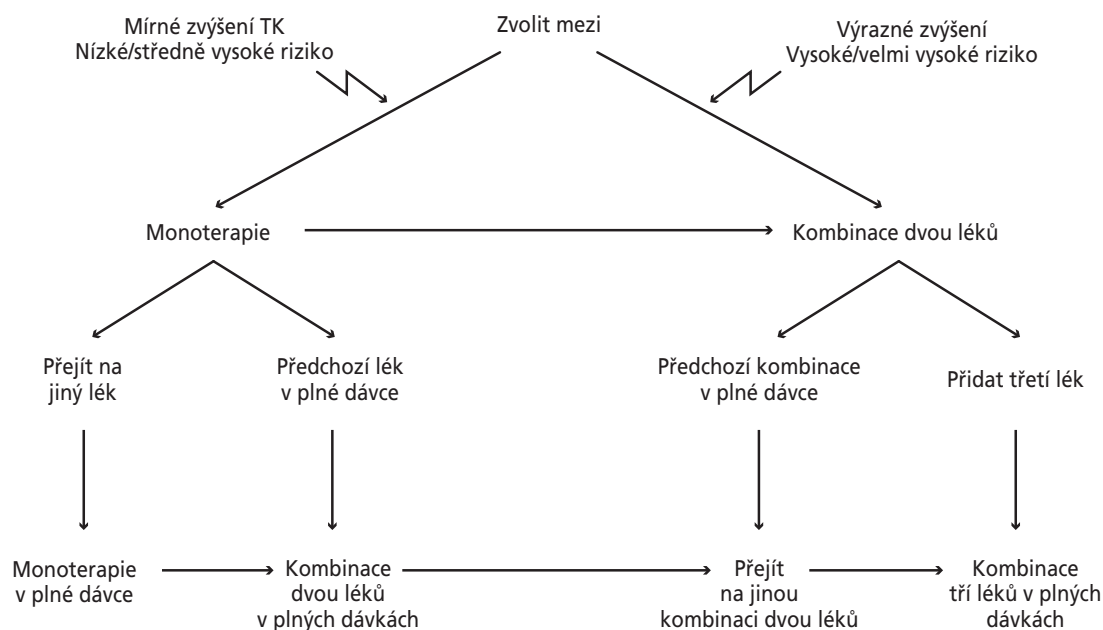 Mírné zvýšení TK
Nízké/středně vysoké riziko
Zvolit mezi
Výrazné zvýšení
Vysoké/velmi vysoké riziko
Monoterapie
Kombinace dvou léků
Přejít na
jiný lék
Předchozí lék
v plné dávce
Předchozí kombinace
v plné dávce
Přidat třetí lék
Monoterapie
v plné dávce
Kombinace
dvou léků
v plných dávkách
Přejít
na jinou
kombinaci dvou léků
Kombinace
tří léků v plných
dávkách